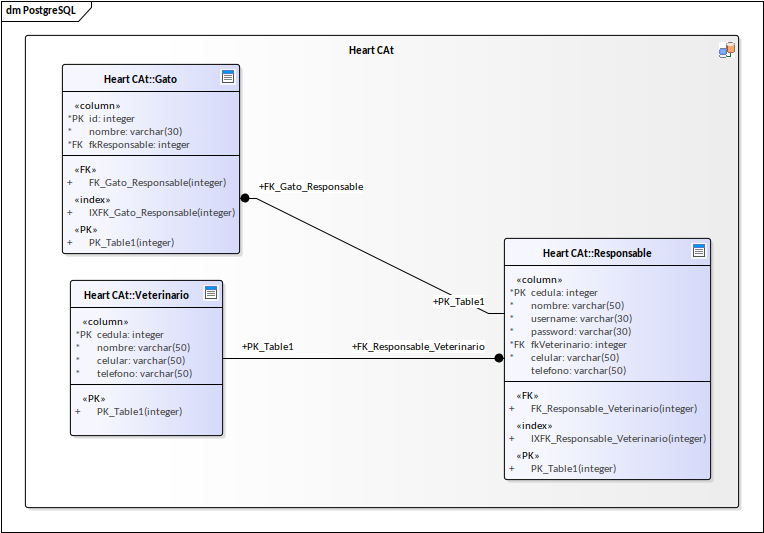 dm PostgreSQL
Heart CAt
Heart CAt::Gato
«column»
*PK id: integer
* nombre: varchar(30)
*FK fkResponsable: integer
«FK»
+ FK_Gato_Responsable(integer)
«index»
+ IXFK_Gato_Responsable(integer)
«PK»
+ PK_Table1(integer)
+FK_Gato_Responsable
+PK_Table1
Heart CAt::Veterinario
«column»
*PK cedula: integer
* nombre: varchar(50)
* celular: varchar(50)
* telefono: varchar(50)
«PK»
+ PK_Table1(integer)
+PK_Table1
+FK_Responsable_Veterinario
Heart CAt::Responsable
«column»
*PK cedula: integer
* nombre: varchar(50)
* username: varchar(30)
* password: varchar(30)
*FK fkVeterinario: integer
* celular: varchar(50)
telefono: varchar(50)
«FK»
+ FK_Responsable_Veterinario(integer)
«index»
+ IXFK_Responsable_Veterinario(integer)
«PK»
+ PK_Table1(integer)